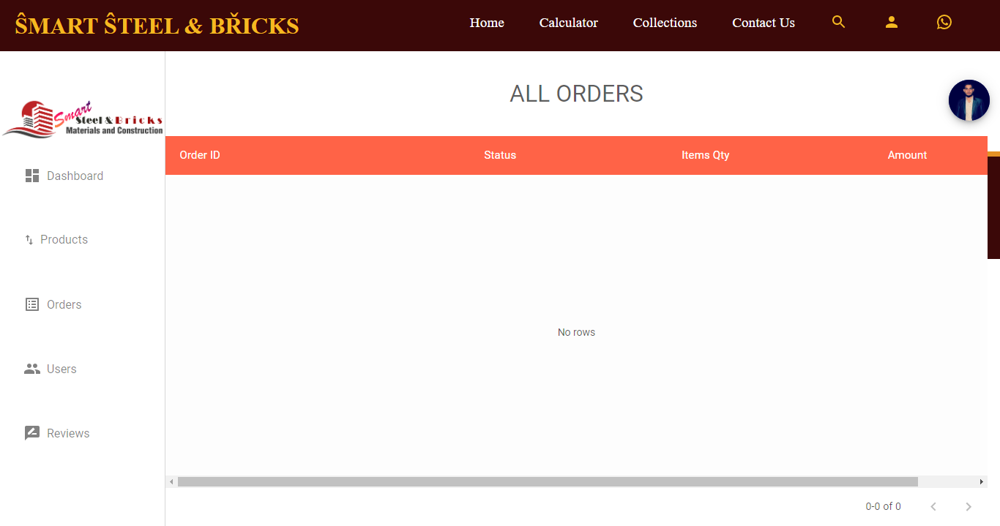 ŜMART ŜTEEL & BŘICKS
Home
Calculator
Collections
Contact Us
Smart
Steel & Bricks
Materials and Construction
Dashboard
Products
Orders
Users
Reviews
ALL ORDERS
Order ID
Status
Items Qty
Amount
No rows
0-0 of 0